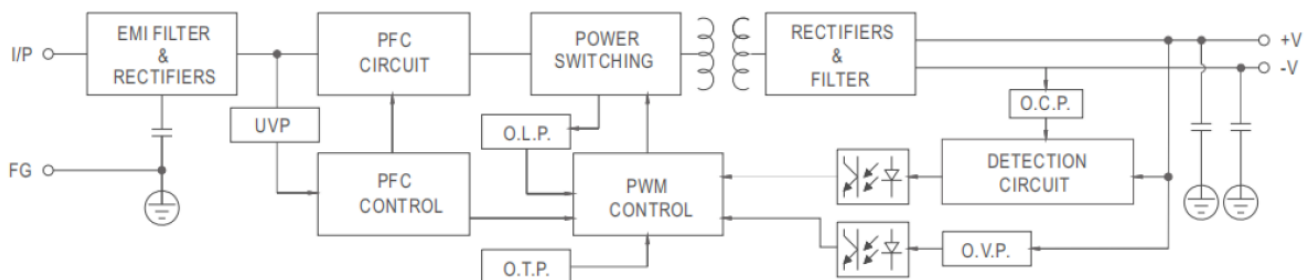 I/P
EMI FILTER
&
RECTIFIERS
PFC
CIRCUIT
POWER
SWITCHING
RECTIFIERS
&
FILTER
+V
-V
UVP
O.L.P.
O.C.P.
FG
PFC
CONTROL
PWM
CONTROL
DETECTION
CIRCUIT
O.T.P.
O.V.P.